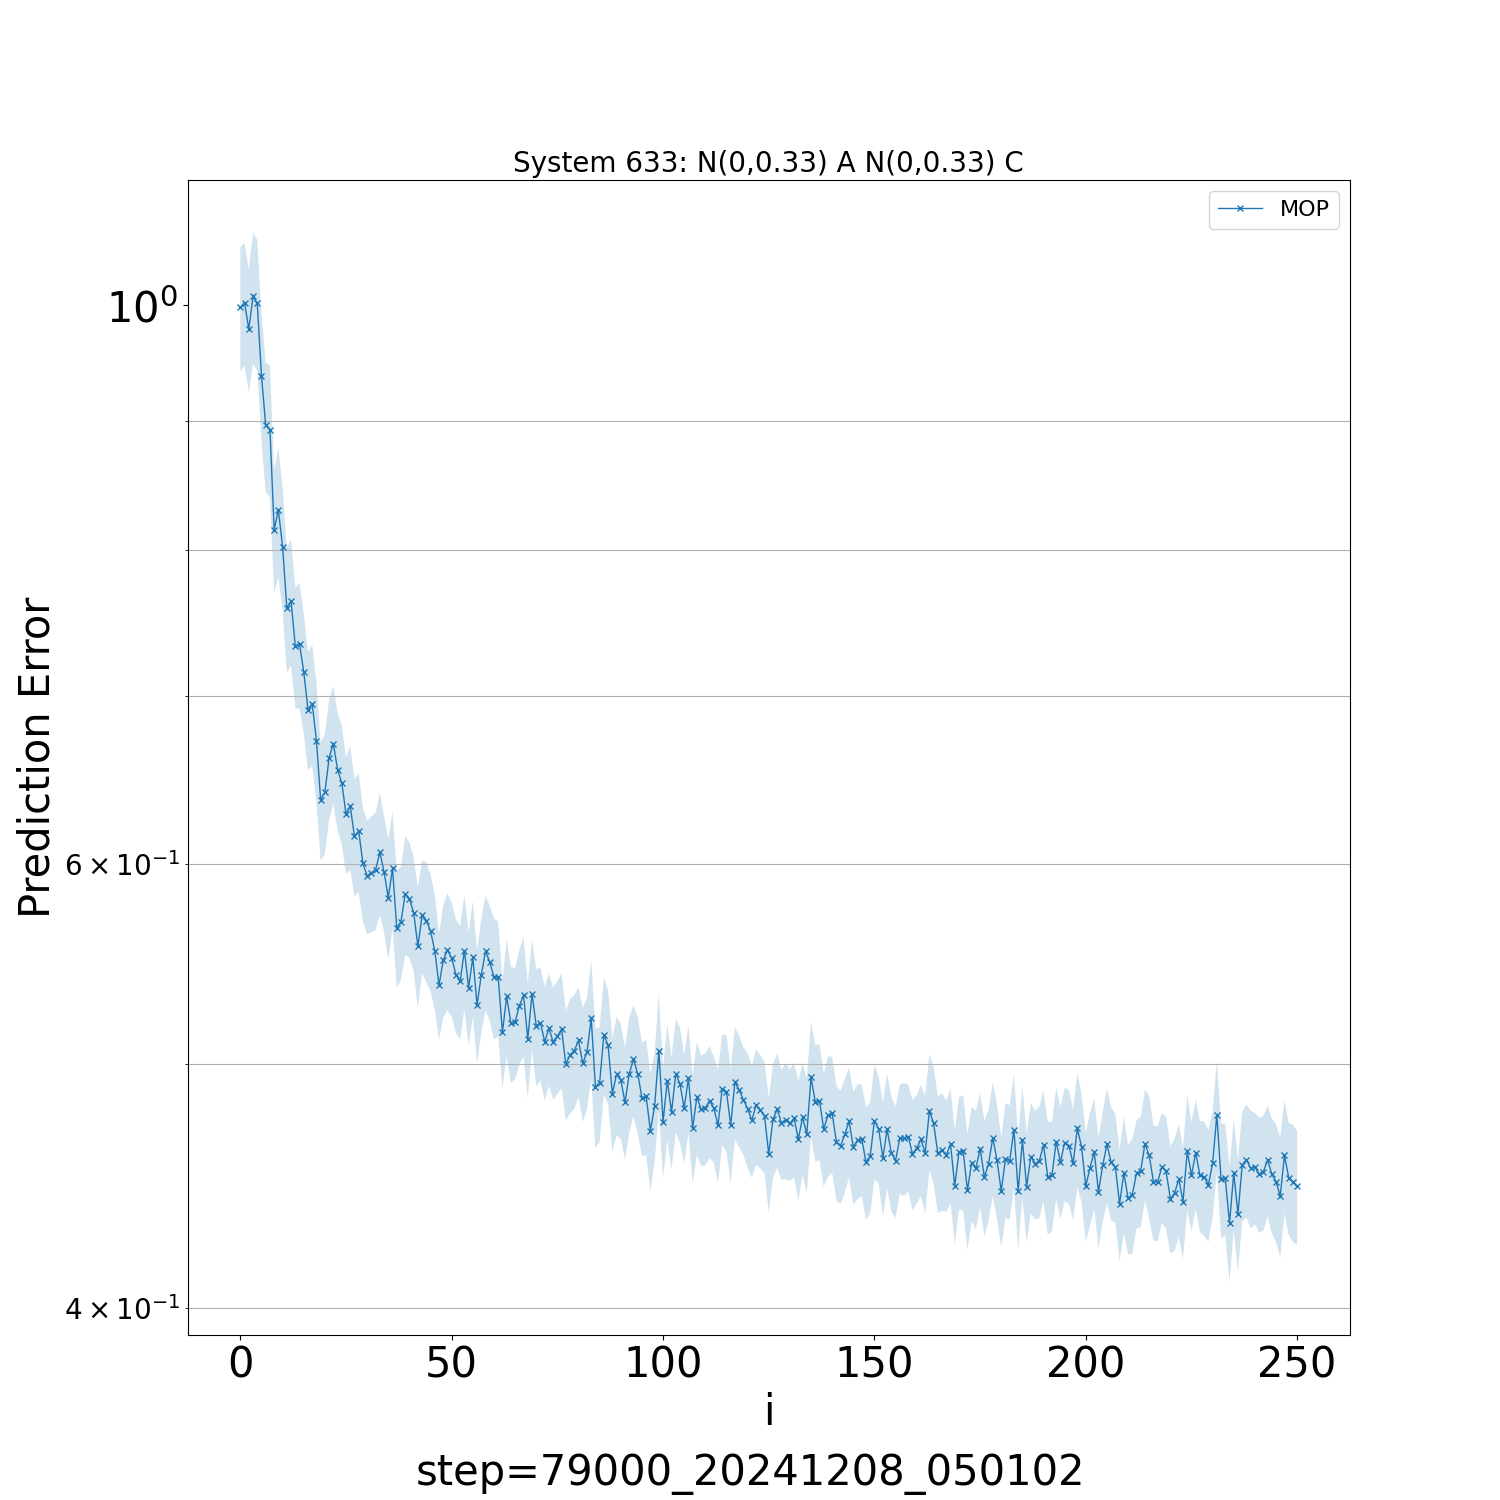 System 633: N(0,0.33) A N(0,0.33) C
MOP
10⁰
6 × 10⁻¹
4 × 10⁻¹
Prediction Error
0 50 100 150 200 250
i
step=79000_20241208_050102